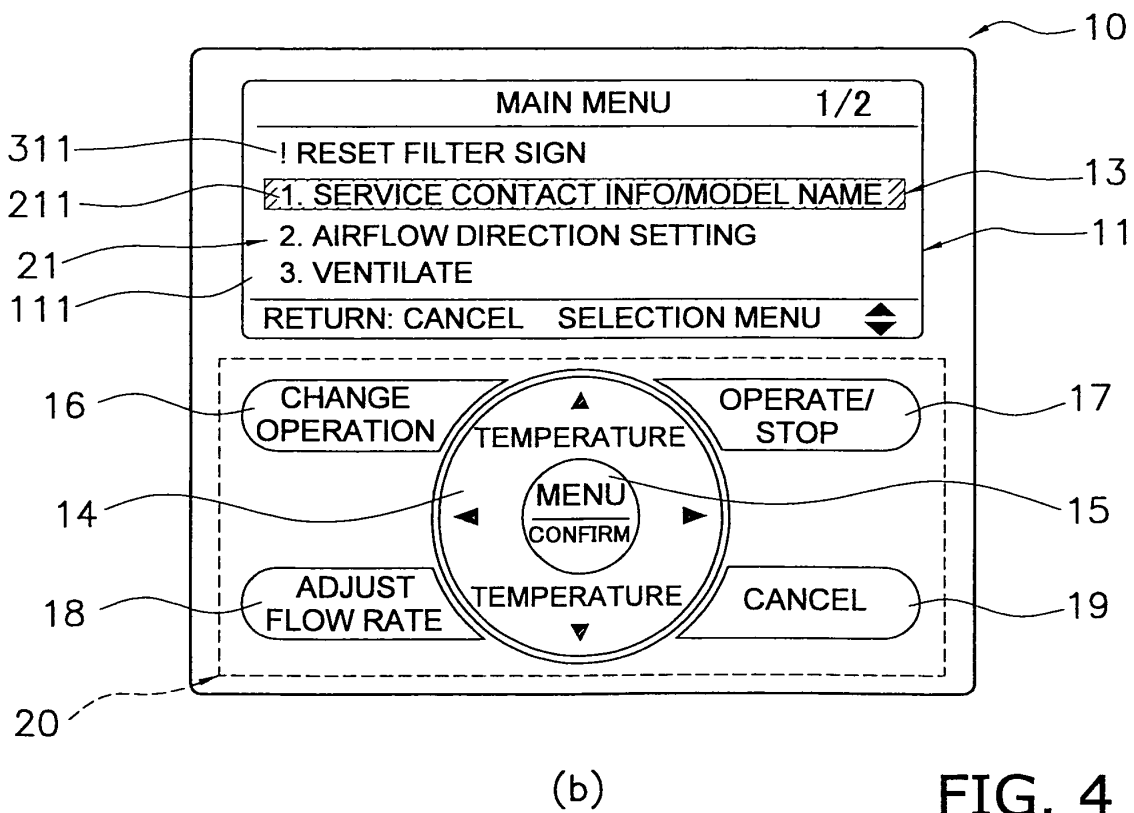 10
MAIN MENU 1/2
311
! RESET FILTER SIGN
13
211
1. SERVICE CONTACT INFO/MODEL NAME
11
21
2. AIRFLOW DIRECTION SETTING
111
3. VENTILATE
RETURN: CANCEL SELECTION MENU
16
CHANGE
OPERATION
TEMPERATURE
OPERATE/
STOP
17
14
MENU
CONFIRM
15
18
ADJUST
FLOW RATE
TEMPERATURE
CANCEL
19
20
(b)
FIG. 4